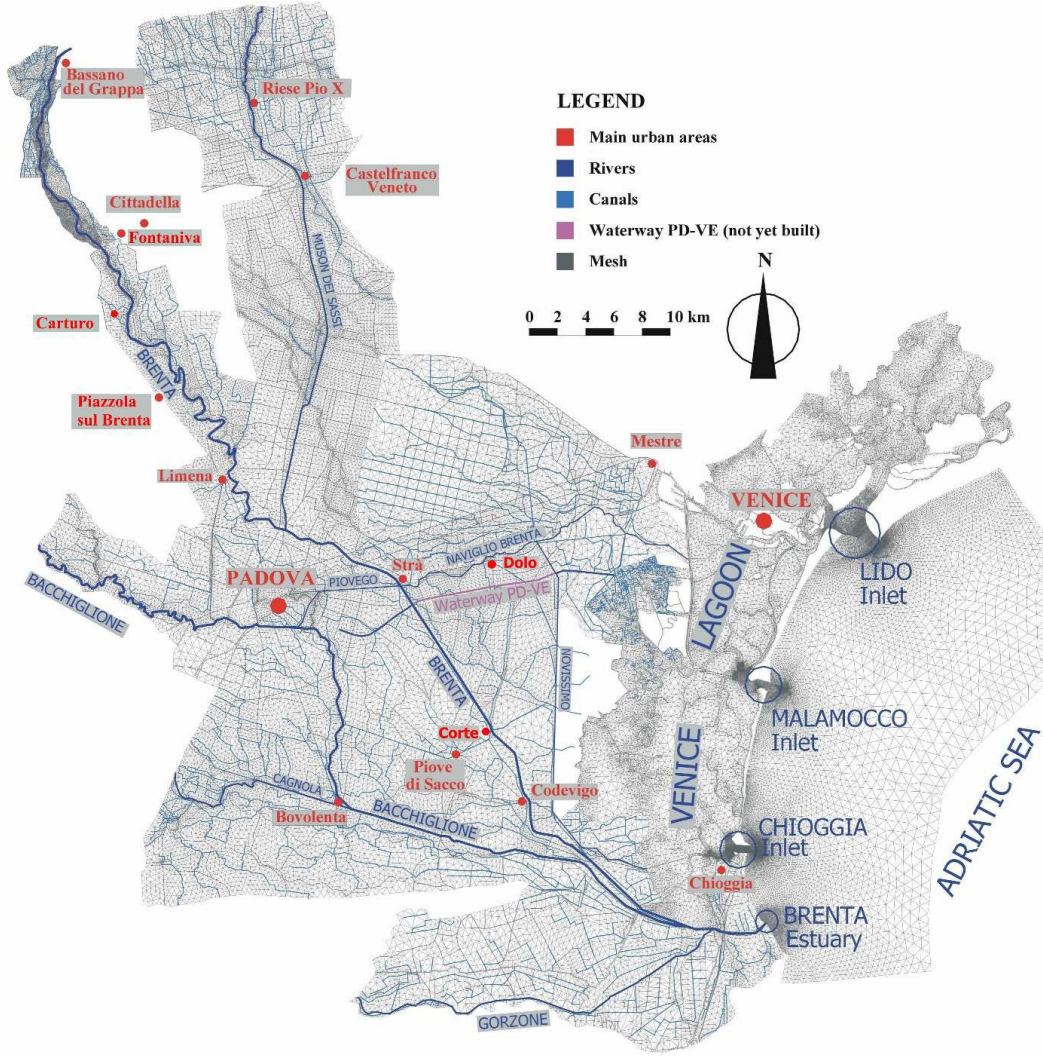 Bassano
del Grappa
Riese Pio X
Castelfranco
Veneto
Cittadella
Fontaniva
Carturo
Piazzola
sul Brenta
BRENTA
MUSON DEI SASSI
Limena
LEGEND
Main urban areas
Rivers
Canals
Waterway PD-VE (not yet built)
Mesh
N
0 2 4 6 8 10 km
Mestre
VENICE
LIDO
Inlet
LAGOON
PADOVA
BACCHIGLIONE
PIOVEGO
Strà
NAVIGLIO BRENTA
Dolo
Waterway PD-VE
BRENTA
NOVISSIMO
MALAMOCCO
Inlet
VENICE
Corte
Piove
di Sacco
Codevigo
CAGNOLA
Bovolenta
BACCHIGLIONE
CHIOGGIA
Inlet
Chioggia
ADRIATIC SEA
BRENTA
Estuary
GORZONE